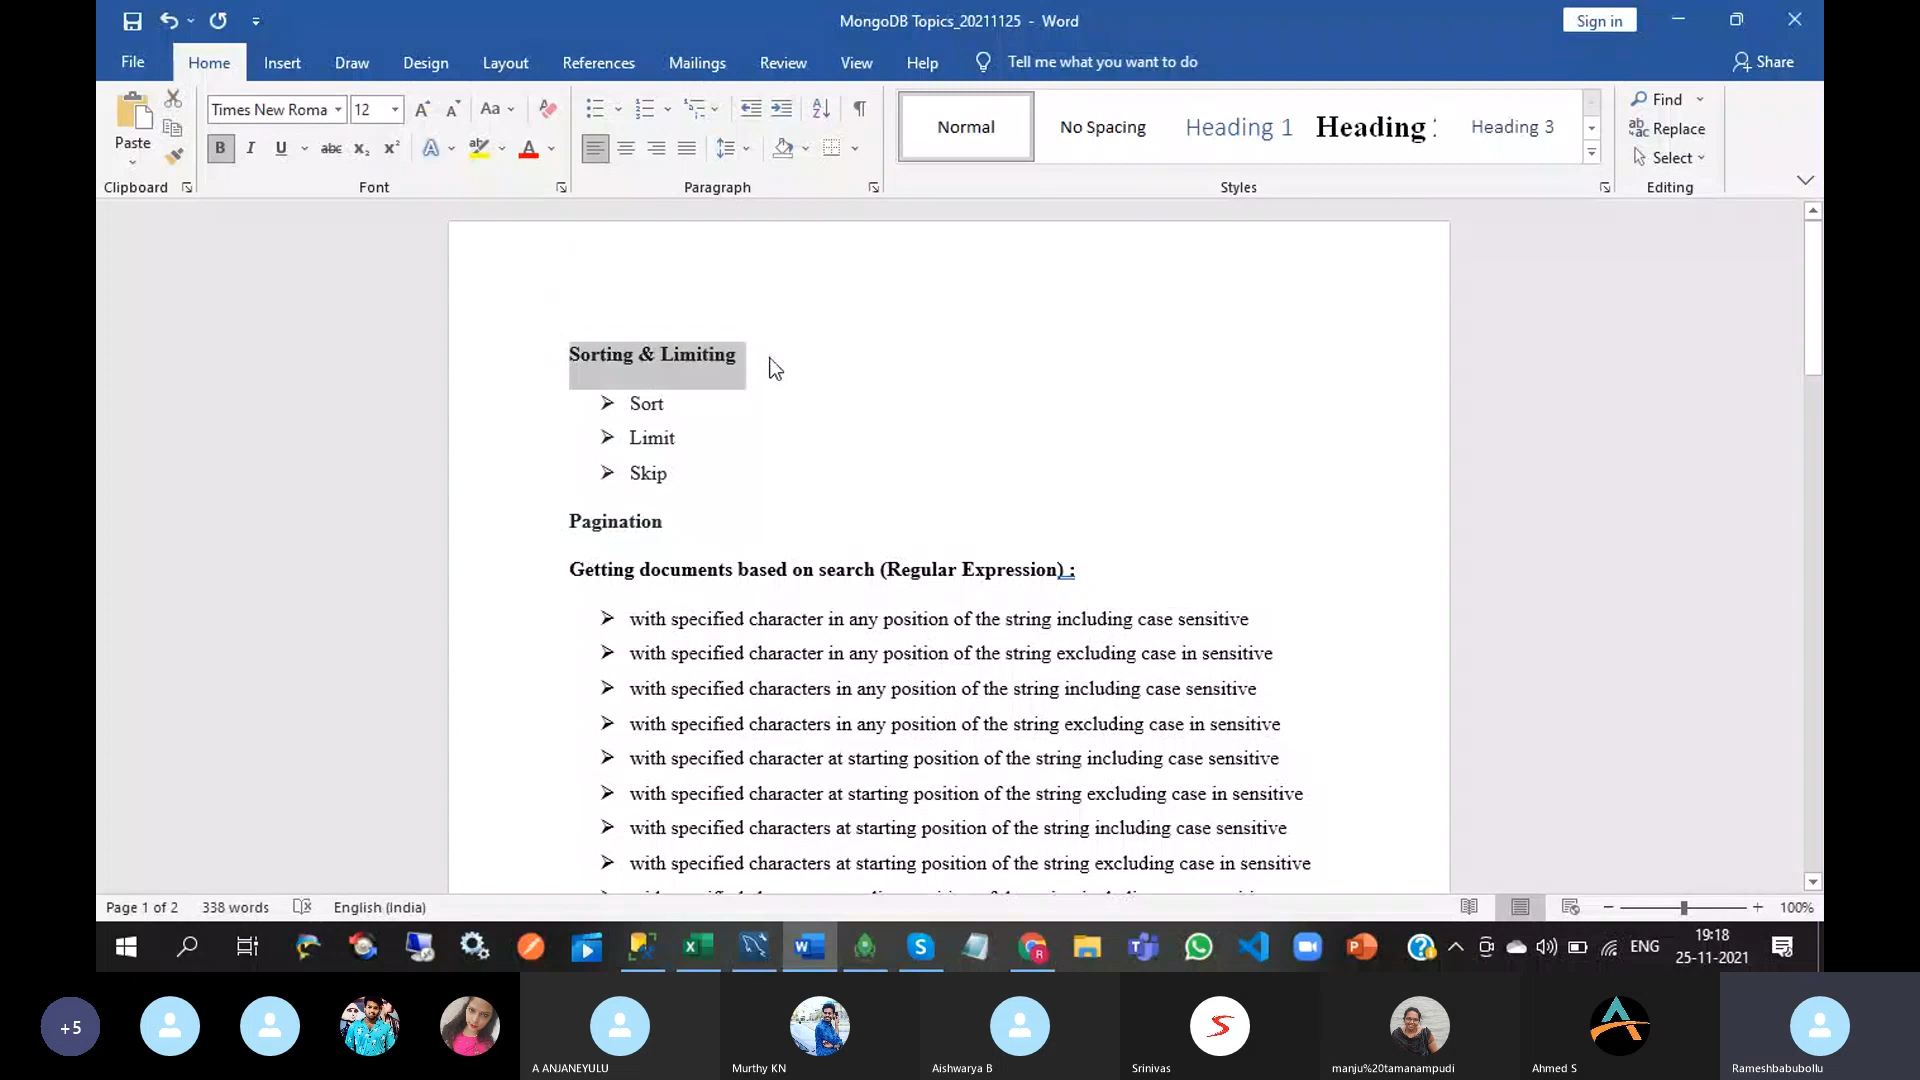 MongoDB Topics_20211125 - Word
Sign in
File
Home
Insert
Draw
Design
Layout
References
Mailings
Review
View
Help
Tell me what you want to do
Share
Paste
Clipboard
Times New Roma
12
Aa
B
I
U
abc
x₂
x²
A
A
Font
Paragraph
Normal
No Spacing
Heading 1
Heading
Heading 3
Styles
Find
Replace
Select
Editing
Sorting & Limiting
➢ Sort
➢ Limit
➢ Skip
Pagination
Getting documents based on search (Regular Expression) :
➢ with specified character in any position of the string including case sensitive
➢ with specified character in any position of the string excluding case in sensitive
➢ with specified characters in any position of the string including case sensitive
➢ with specified characters in any position of the string excluding case in sensitive
➢ with specified character at starting position of the string including case sensitive
➢ with specified character at starting position of the string excluding case in sensitive
➢ with specified characters at starting position of the string including case sensitive
➢ with specified characters at starting position of the string excluding case in sensitive
Page 1 of 2
338 words
English (India)
100%
ENG
19:18
25-11-2021
+5
A ANJANEYULU
Murthy KN
Aishwarya B
Srinivas
manju%20tamanampudi
Ahmed S
Rameshbabubollu